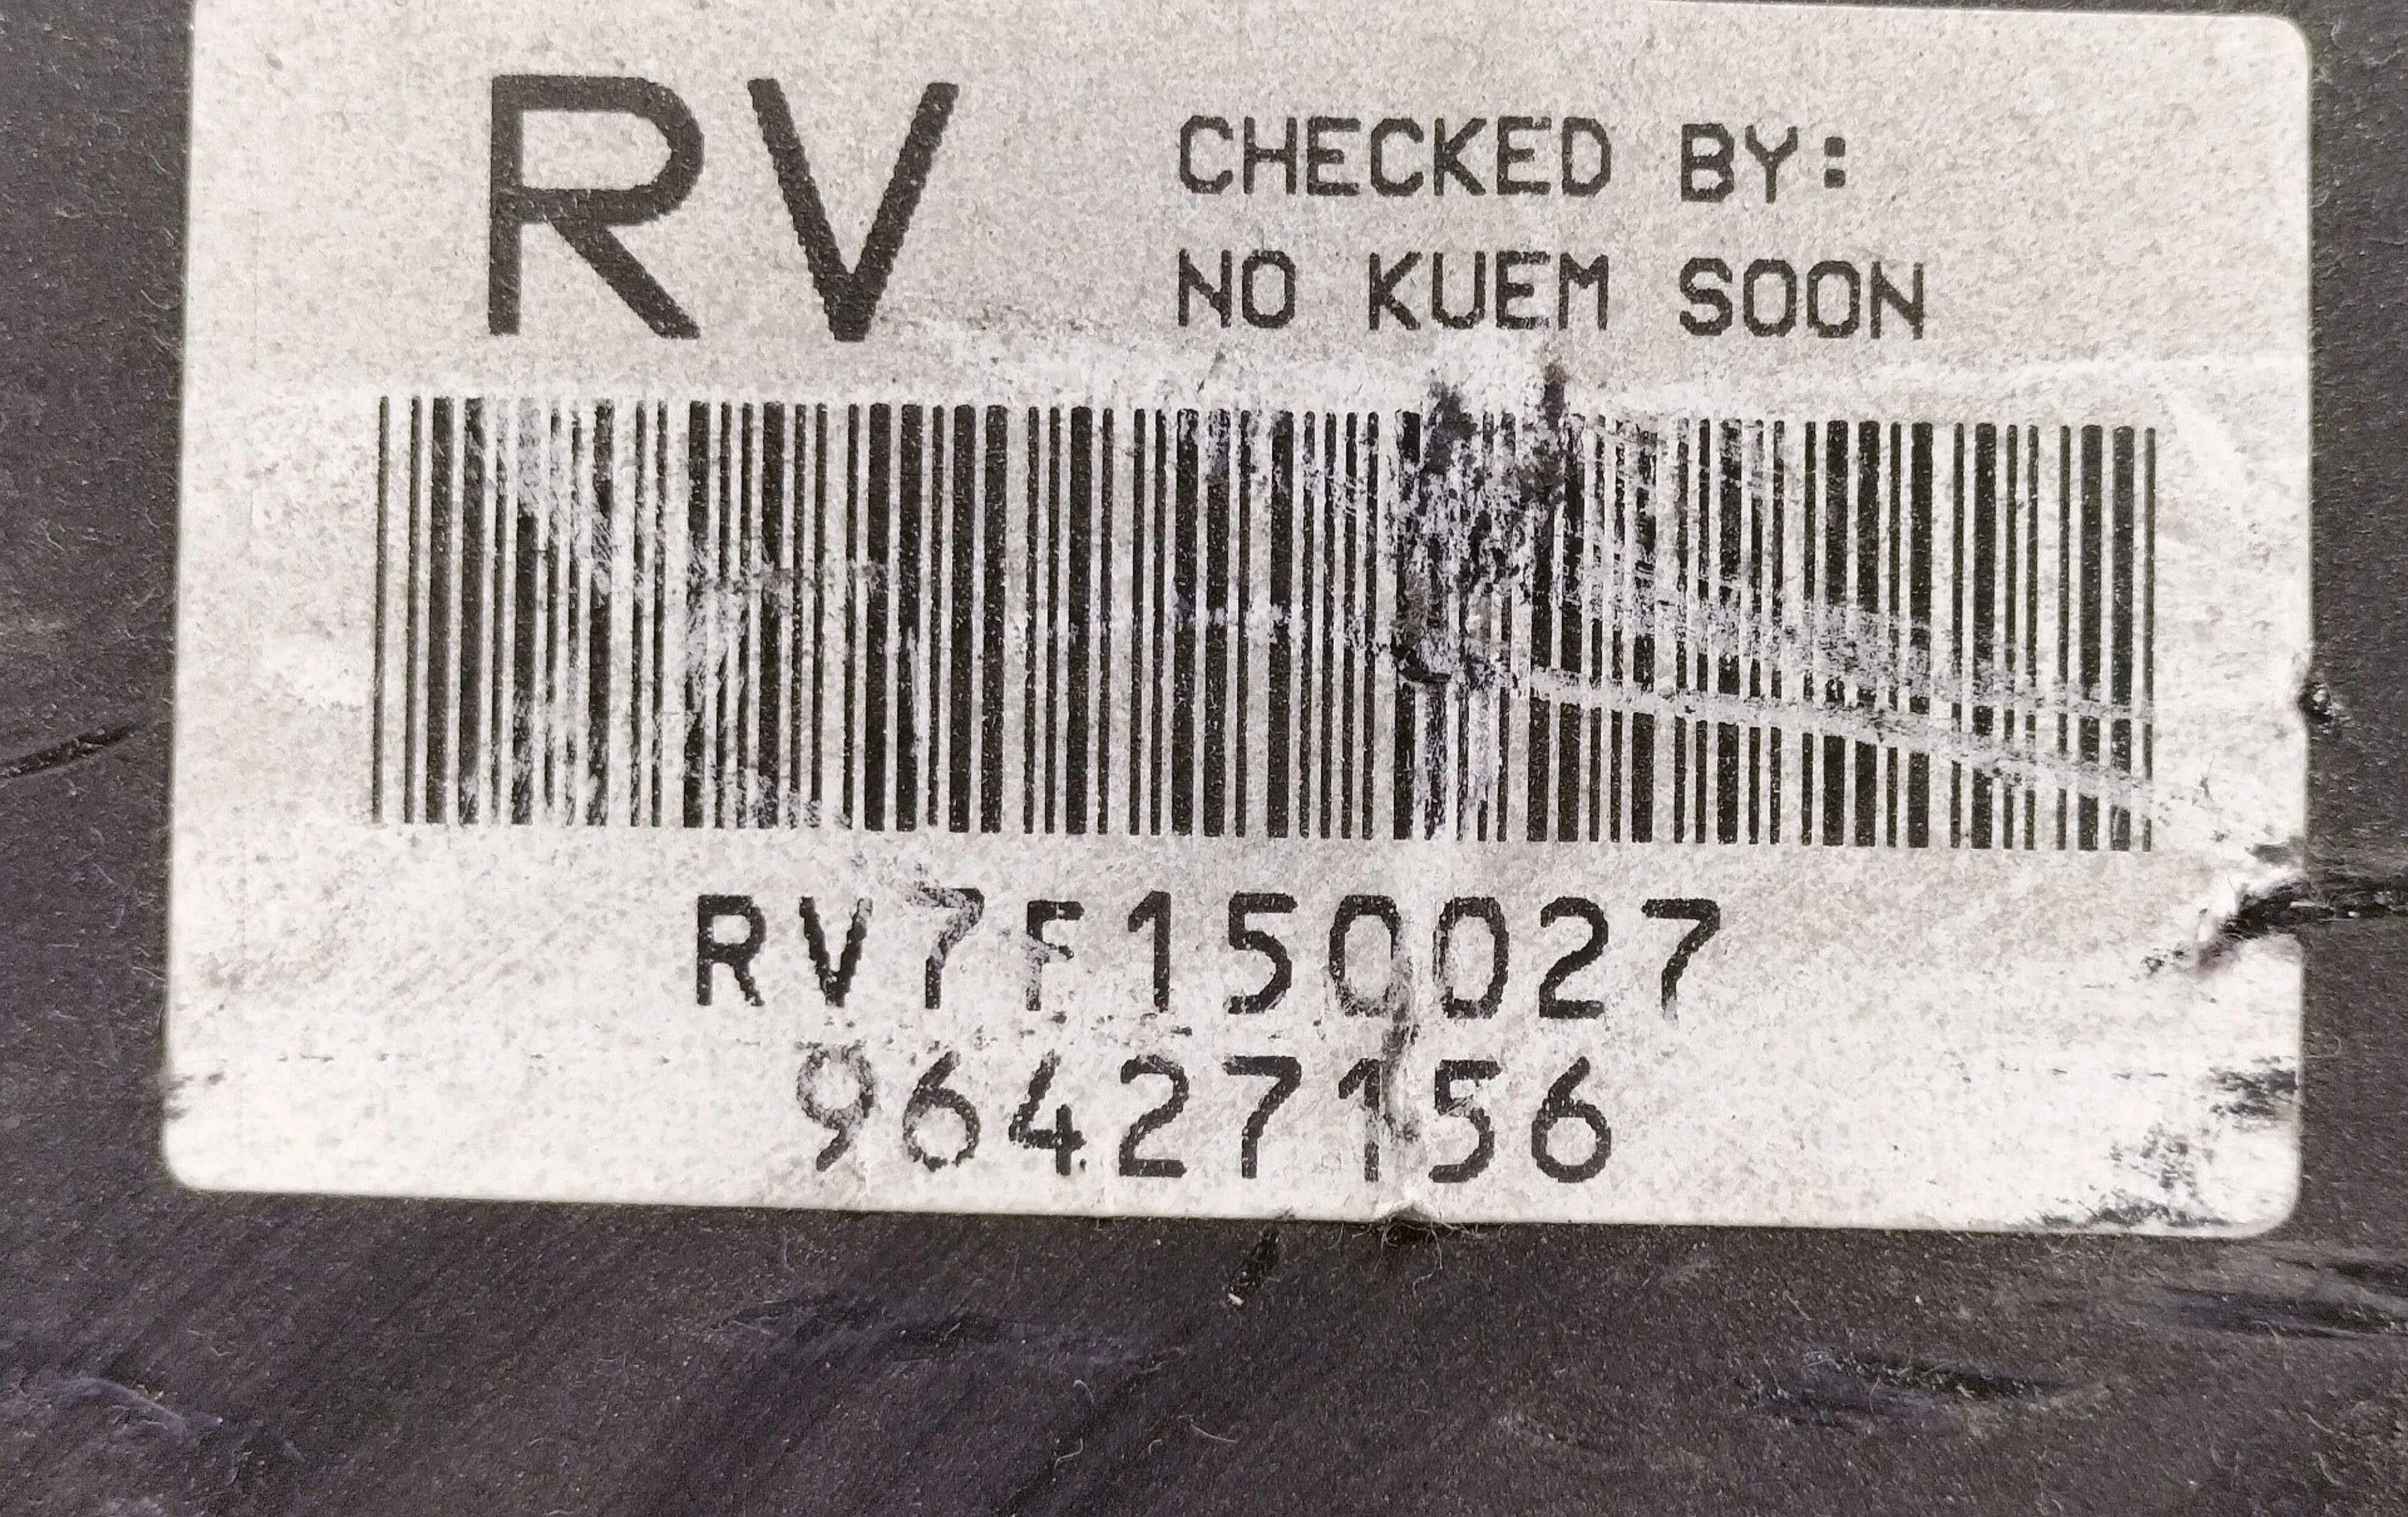 RV
CHECKED BY:
NO KUEM SOON
RV7F150027
96427156